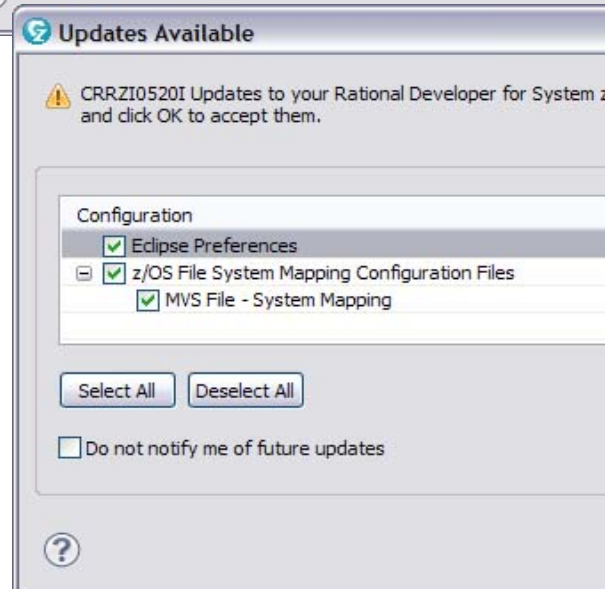 Updates Available
CRRZI0520I Updates to your Rational Developer for System z
and click OK to accept them.
Configuration
Eclipse Preferences
z/OS File System Mapping Configuration Files
MVS File - System Mapping
Select All Deselect All
Do not notify me of future updates